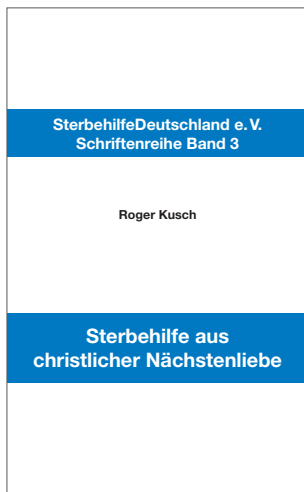 SterbehilfeDeutschland e. V.
Schriftenreihe Band 3
Roger Kusch
Sterbehilfe aus
christlicher Nächstenliebe